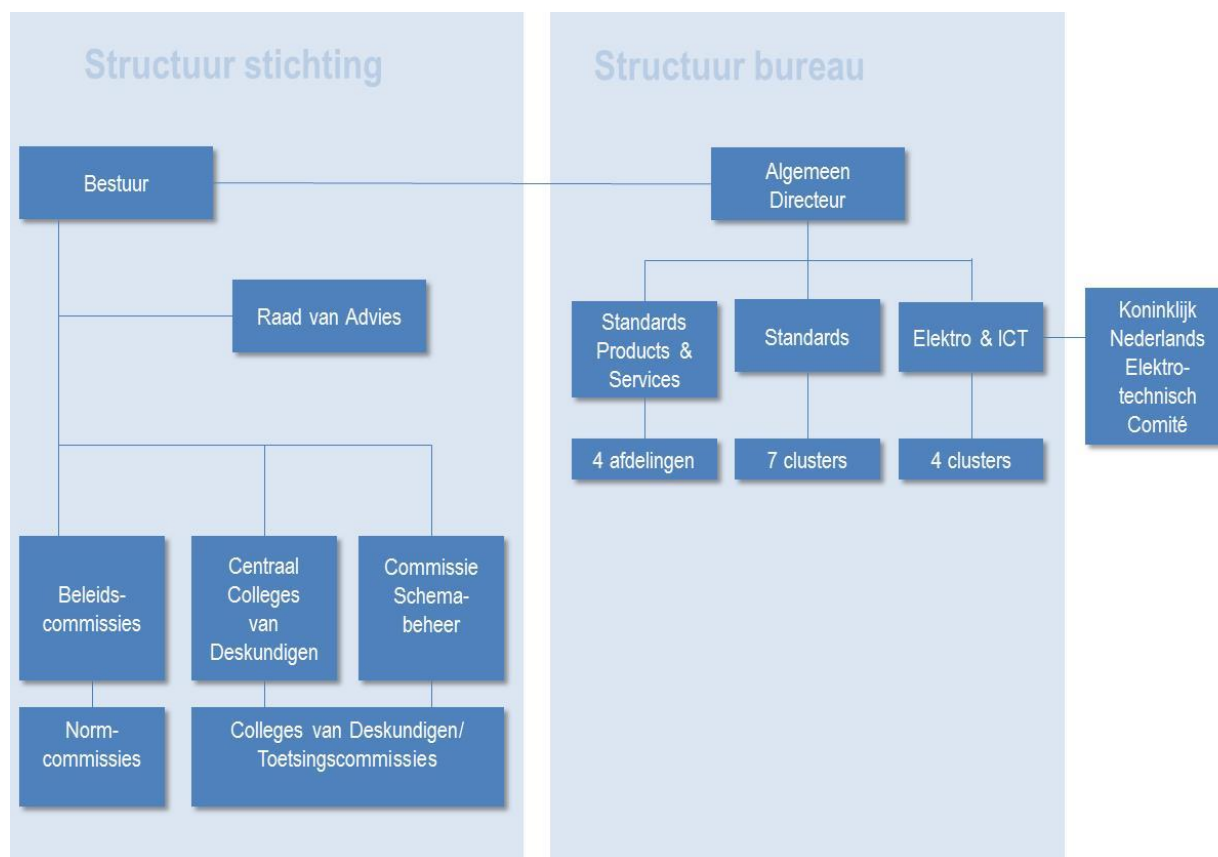 Structuur stichting
Bestuur
Raad van Advies
Beleids-
commissies
Centraal
Colleges
van
Deskundigen
Commissie
Schema-
beheer
Norm-
commissies
Colleges van Deskundigen/
Toetsingscommissies
Structuur bureau
Algemeen
Directeur
Standards
Products &
Services
Standards
Elektro & ICT
Koninklijk
Nederlands
Elektro-
technisch
Comité
4 afdelingen
7 clusters
4 clusters